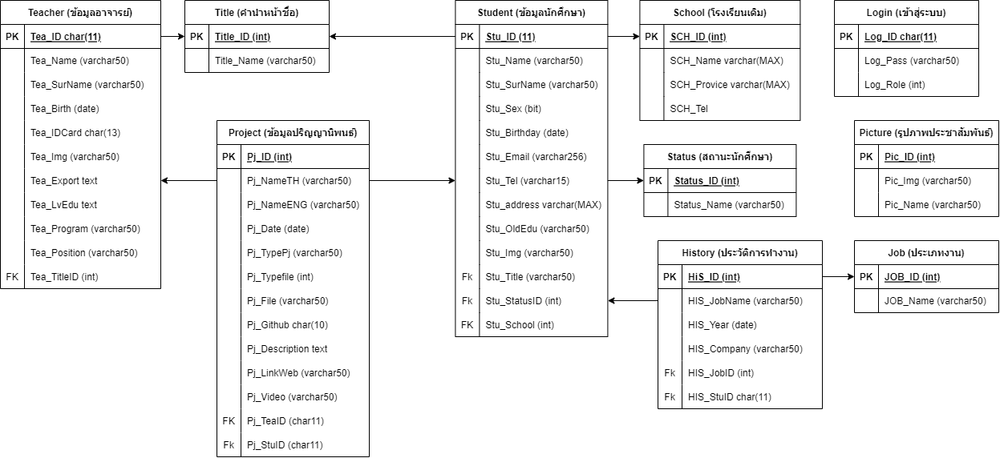 Teacher (ข้อมูลอาจารย์)
PK Tea_ID char(11)
Tea_Name (varchar50)
Tea_SurName (varchar50)
Tea_Birth (date)
Tea_IDCard char(13)
Tea_Img (varchar50)
Tea_Export text
Tea_LvEdu text
Tea_Program (varchar50)
Tea_Position (varchar50)
FK Tea_TitleID (int)
Title (คำนำหน้าชื่อ)
PK Title_ID (int)
Title_Name (varchar50)
Project (ข้อมูลปริญญานิพนธ์)
PK Pj_ID (int)
Pj_NameTH (varchar50)
Pj_NameENG (varchar50)
Pj_Date (date)
Pj_TypePj (varchar50)
Pj_Typefile (int)
Pj_File (varchar50)
Pj_Github char(10)
Pj_Description text
Pj_LinkWeb (varchar50)
Pj_Video (varchar50)
FK Pj_TeaID (char11)
Fk Pj_StuID (char11)
Student (ข้อมูลนักศึกษา)
PK Stu_ID (11)
Stu_Name (varchar50)
Stu_SurName (varchar50)
Stu_Sex (bit)
Stu_Birthday (date)
Stu_Email (varchar256)
Stu_Tel (varchar15)
Stu_address varchar(MAX)
Stu_OldEdu (varchar50)
Stu_Img (varchar50)
Fk Stu_Title (varchar50)
Fk Stu_StatusID (int)
FK Stu_School (int)
School (โรงเรียนเดิม)
PK SCH_ID (int)
SCH_Name varchar(MAX)
SCH_Provice varchar(MAX)
SCH_Tel
Status (สถานะนักศึกษา)
PK Status_ID (int)
Status_Name (varchar50)
History (ประวัติการทำงาน)
PK HiS_ID (int)
HIS_JobName (varchar50)
HIS_Year (date)
HIS_Company (varchar50)
Fk HIS_JobID (int)
Fk HIS_StuID char(11)
Login (เข้าสู่ระบบ)
PK Log_ID char(11)
Log_Pass (varchar50)
Log_Role (int)
Picture (รูปภาพประชาสัมพันธ์)
PK Pic_ID (int)
Pic_Img (varchar50)
Pic_Name (varchar50)
Job (ประเภทงาน)
PK JOB_ID (int)
JOB_Name (varchar50)